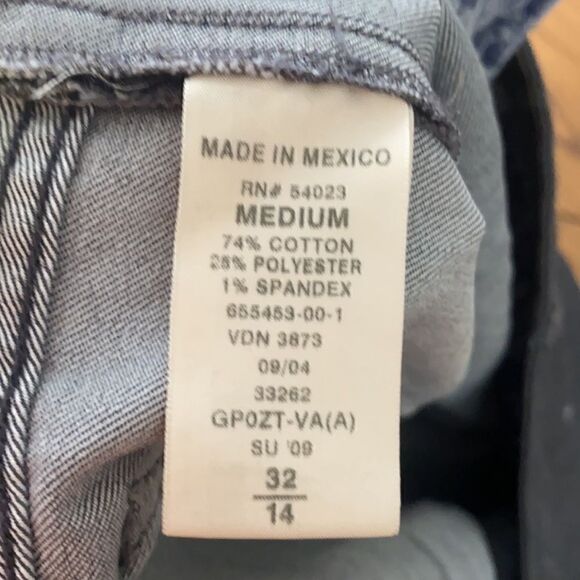 MADE IN MEXICO
RN# 54023
MEDIUM
74% COTTON
25% POLYESTER
1% SPANDEX
655453-00-1
VDN 3873
09/04
33262
GP0ZT-VA(A)
SU '09
32
14